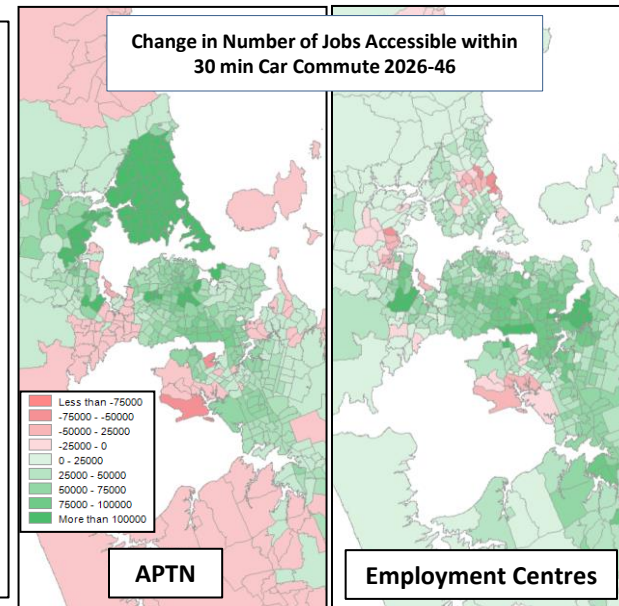 Change in Number of Jobs Accessible within
30 min Car Commute 2026-46
Less than -75000
-75000 - -50000
-50000 - 25000
-25000 - 0
0 - 25000
25000 - 50000
50000 - 75000
75000 - 100000
More than 100000
APTN
Employment Centres